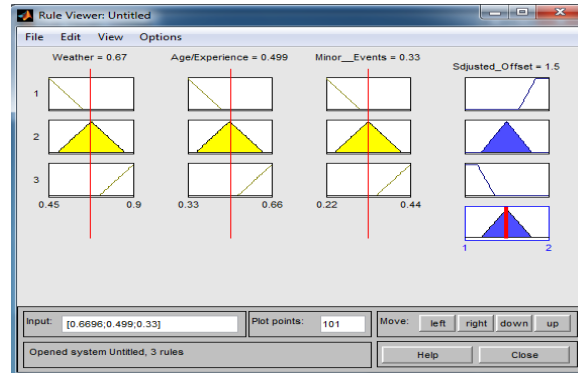 Rule Viewer: Untitled
File Edit View Options
Weather = 0.67 Age/Experience = 0.499 Minor__Events = 0.33 Sdjusted_Offset = 1.5
1
2
3
0.45 0.9 0.33 0.66 0.22 0.44
1 2
Input: [0.6696;0.499;0.33] Plot points: 101 Move: left right down up
Opened system Untitled, 3 rules Help Close